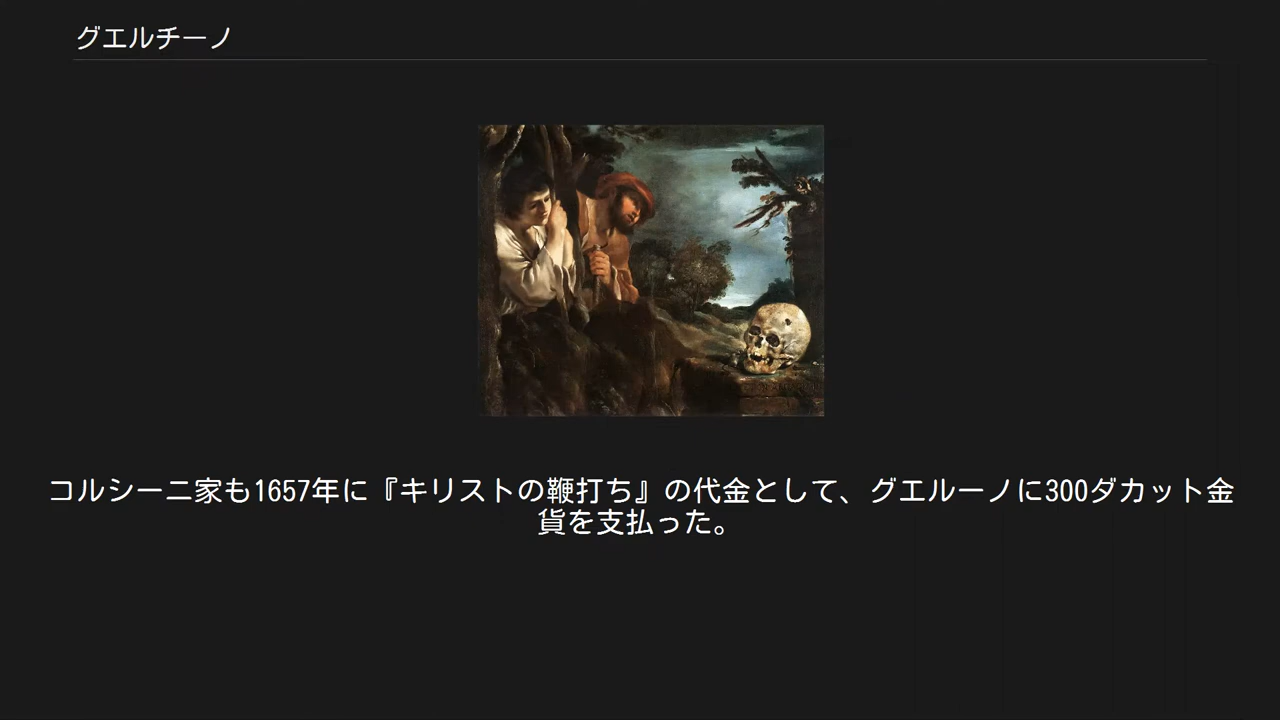 グエルチーノ
コルシーニ家も1657年に『キリストの鞭打ち』の代金として、グエルーノに300ダカット金
貨を支払った。